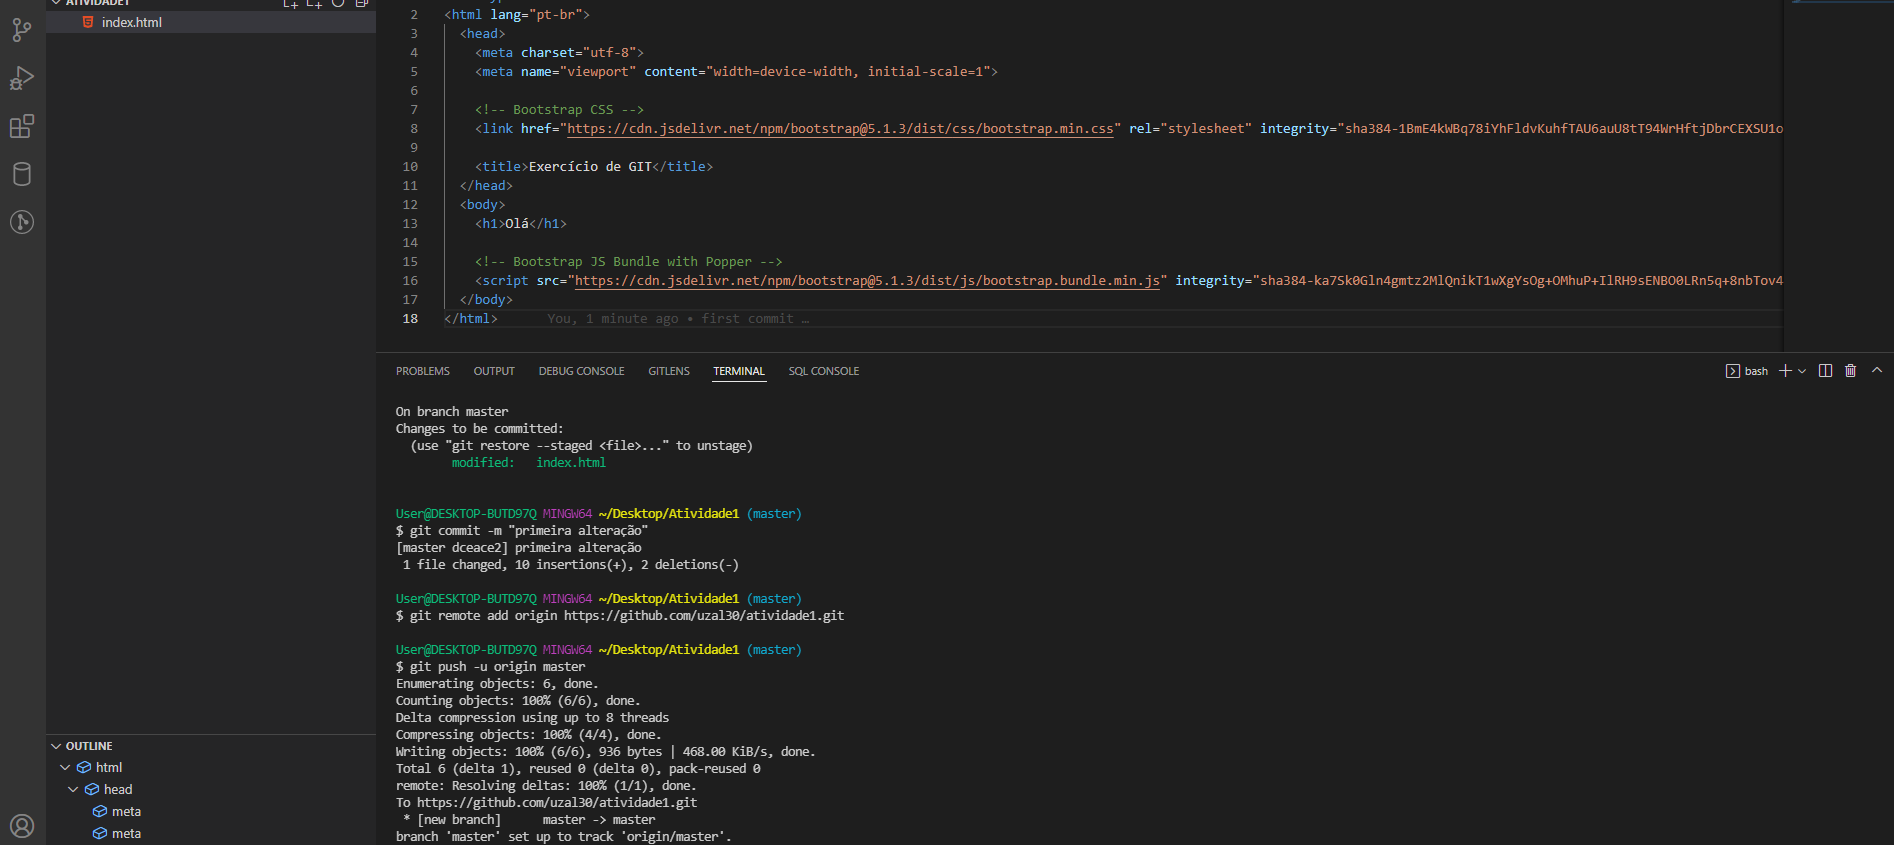 ATIVIDADE1
index.html
2 <html lang="pt-br">
3 <head>
4 <meta charset="utf-8">
5 <meta name="viewport" content="width=device-width, initial-scale=1">
6
7 <!-- Bootstrap CSS -->
8 <link href="https://cdn.jsdelivr.net/npm/bootstrap@5.1.3/dist/css/bootstrap.min.css" rel="stylesheet" integrity="sha384-1BmE4kWBq78iYhFldvKuhfTAU6auU8tT94WrHftjDbrCEXSU1o
9
10 <title>Exercício de GIT</title>
11 </head>
12 <body>
13 <h1>Olá</h1>
14
15 <!-- Bootstrap JS Bundle with Popper -->
16 <script src="https://cdn.jsdelivr.net/npm/bootstrap@5.1.3/dist/js/bootstrap.bundle.min.js" integrity="sha384-ka7Sk0Gln4gmtz2MlQnikT1wXgYsOg+OMhuP+IlRH9sENBO0LRn5q+8nbTov4
17 </body>
18 </html> You, 1 minute ago • first commit …
PROBLEMS OUTPUT DEBUG CONSOLE GITLENS TERMINAL SQL CONSOLE bash
On branch master
Changes to be committed:
(use "git restore --staged <file>..." to unstage)
modified: index.html
User@DESKTOP-BUTD97Q MINGW64 ~/Desktop/Atividade1 (master)
$ git commit -m "primeira alteração"
[master dceace2] primeira alteração
1 file changed, 10 insertions(+), 2 deletions(-)
User@DESKTOP-BUTD97Q MINGW64 ~/Desktop/Atividade1 (master)
$ git remote add origin https://github.com/uzal30/atividade1.git
User@DESKTOP-BUTD97Q MINGW64 ~/Desktop/Atividade1 (master)
$ git push -u origin master
Enumerating objects: 6, done.
Counting objects: 100% (6/6), done.
Delta compression using up to 8 threads
Compressing objects: 100% (4/4), done.
Writing objects: 100% (6/6), 936 bytes | 468.00 KiB/s, done.
Total 6 (delta 1), reused 0 (delta 0), pack-reused 0
remote: Resolving deltas: 100% (1/1), done.
To https://github.com/uzal30/atividade1.git
* [new branch] master -> master
branch 'master' set up to track 'origin/master'.
OUTLINE
html
head
meta
meta